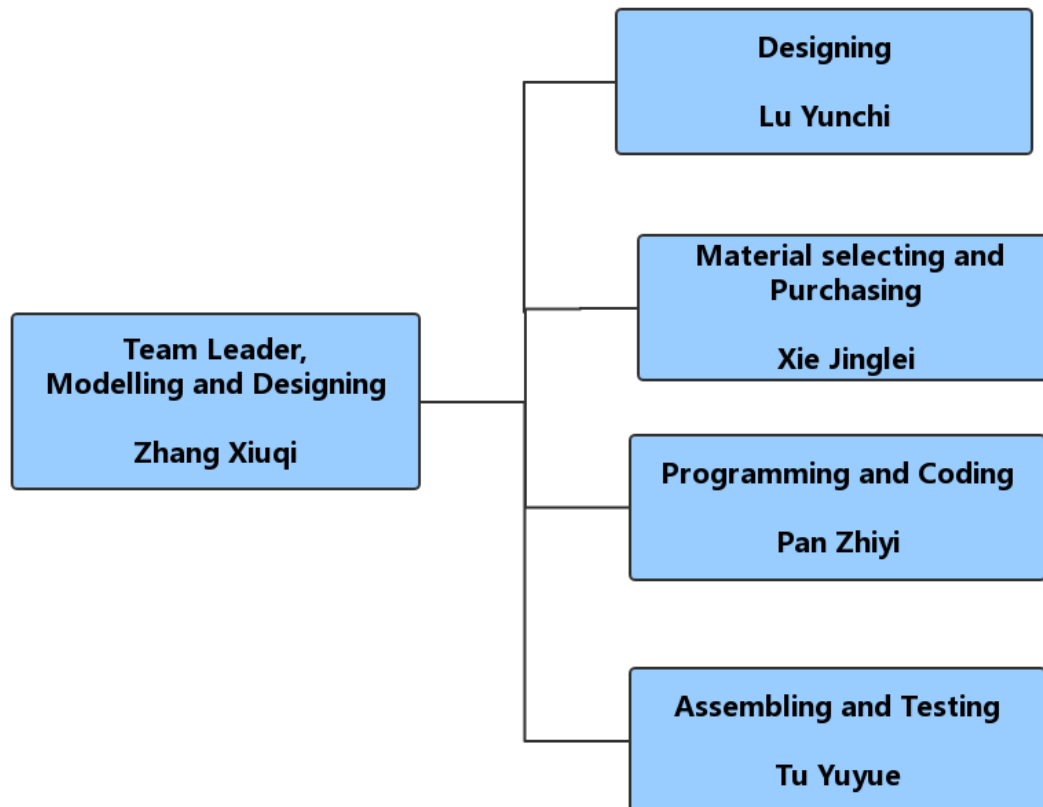 Designing
Lu Yunchi
Material selecting and
Purchasing
Xie Jinglei
Team Leader,
Modelling and Designing
Zhang Xiuqi
Programming and Coding
Pan Zhiyi
Assembling and Testing
Tu Yuyue